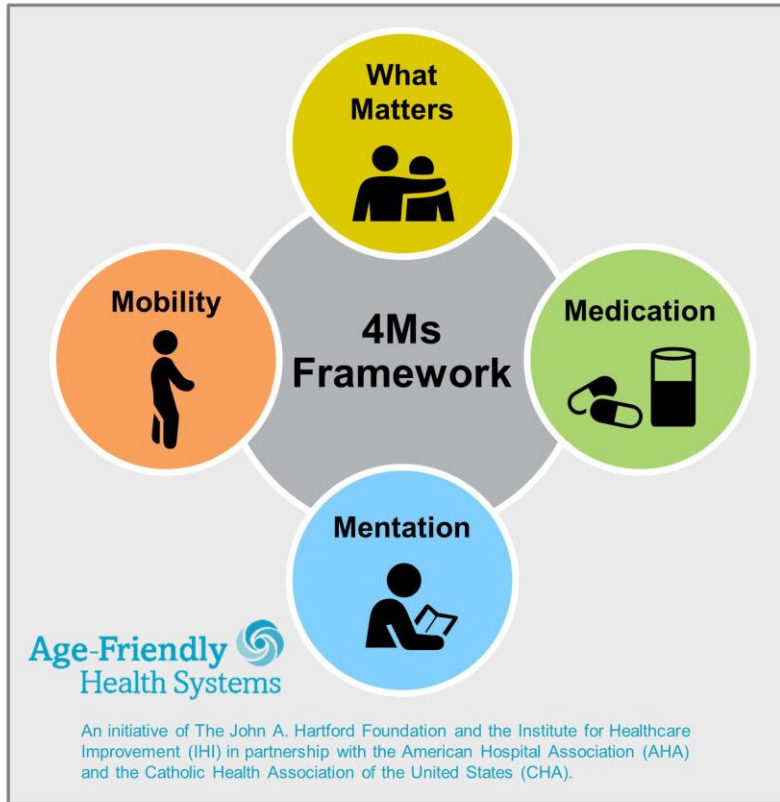 What
Matters
Mobility
4Ms
Framework
Medication
Mentation
Age-Friendly
Health Systems
An initiative of The John A. Hartford Foundation and the Institute for Healthcare
Improvement (IHI) in partnership with the American Hospital Association (AHA)
and the Catholic Health Association of the United States (CHA).